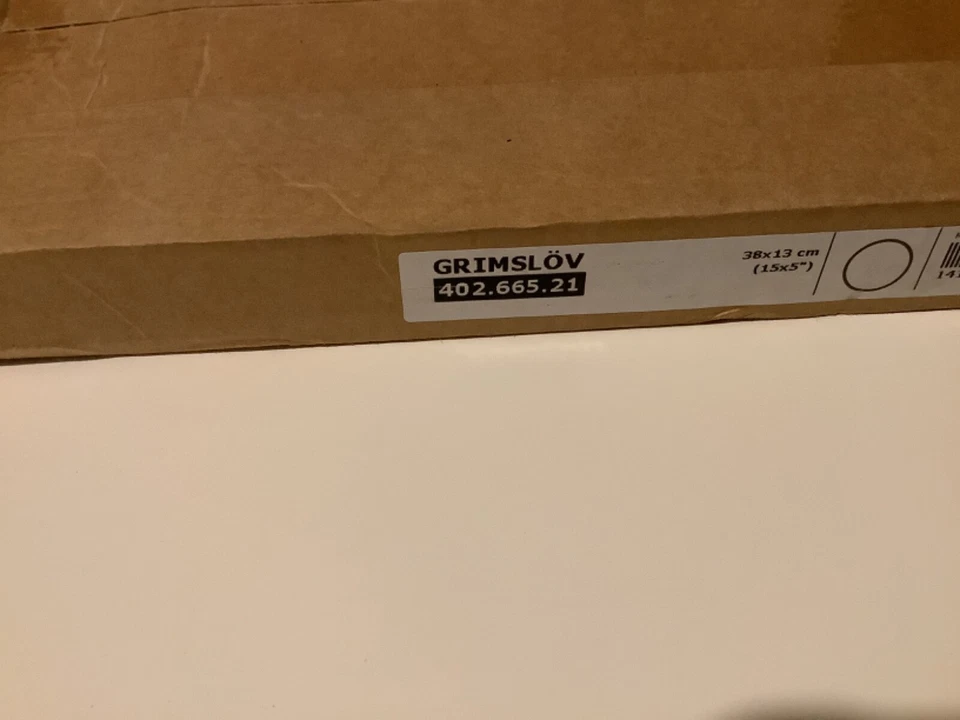 GRIMSLÖV
402.665.21
38x13 cm
(15x5")